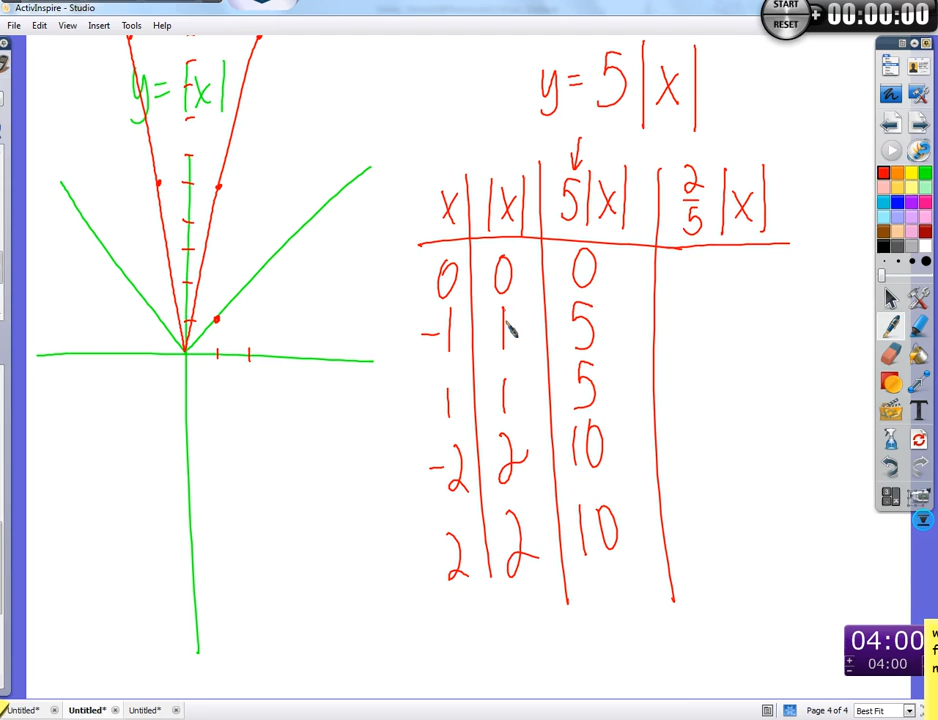 ActivInspire - Studio
File Edit View Insert Tools Help
START
RESET
+ 00:00:00
y = |x|
y = 5|x|
x |x| 5|x| 2/5|x|
0 0 0
-1 1 5
1 1 5
-2 2 10
2 2 10
04:00
04:00
Untitled* Untitled* Untitled*
Page 4 of 4 Best Fit